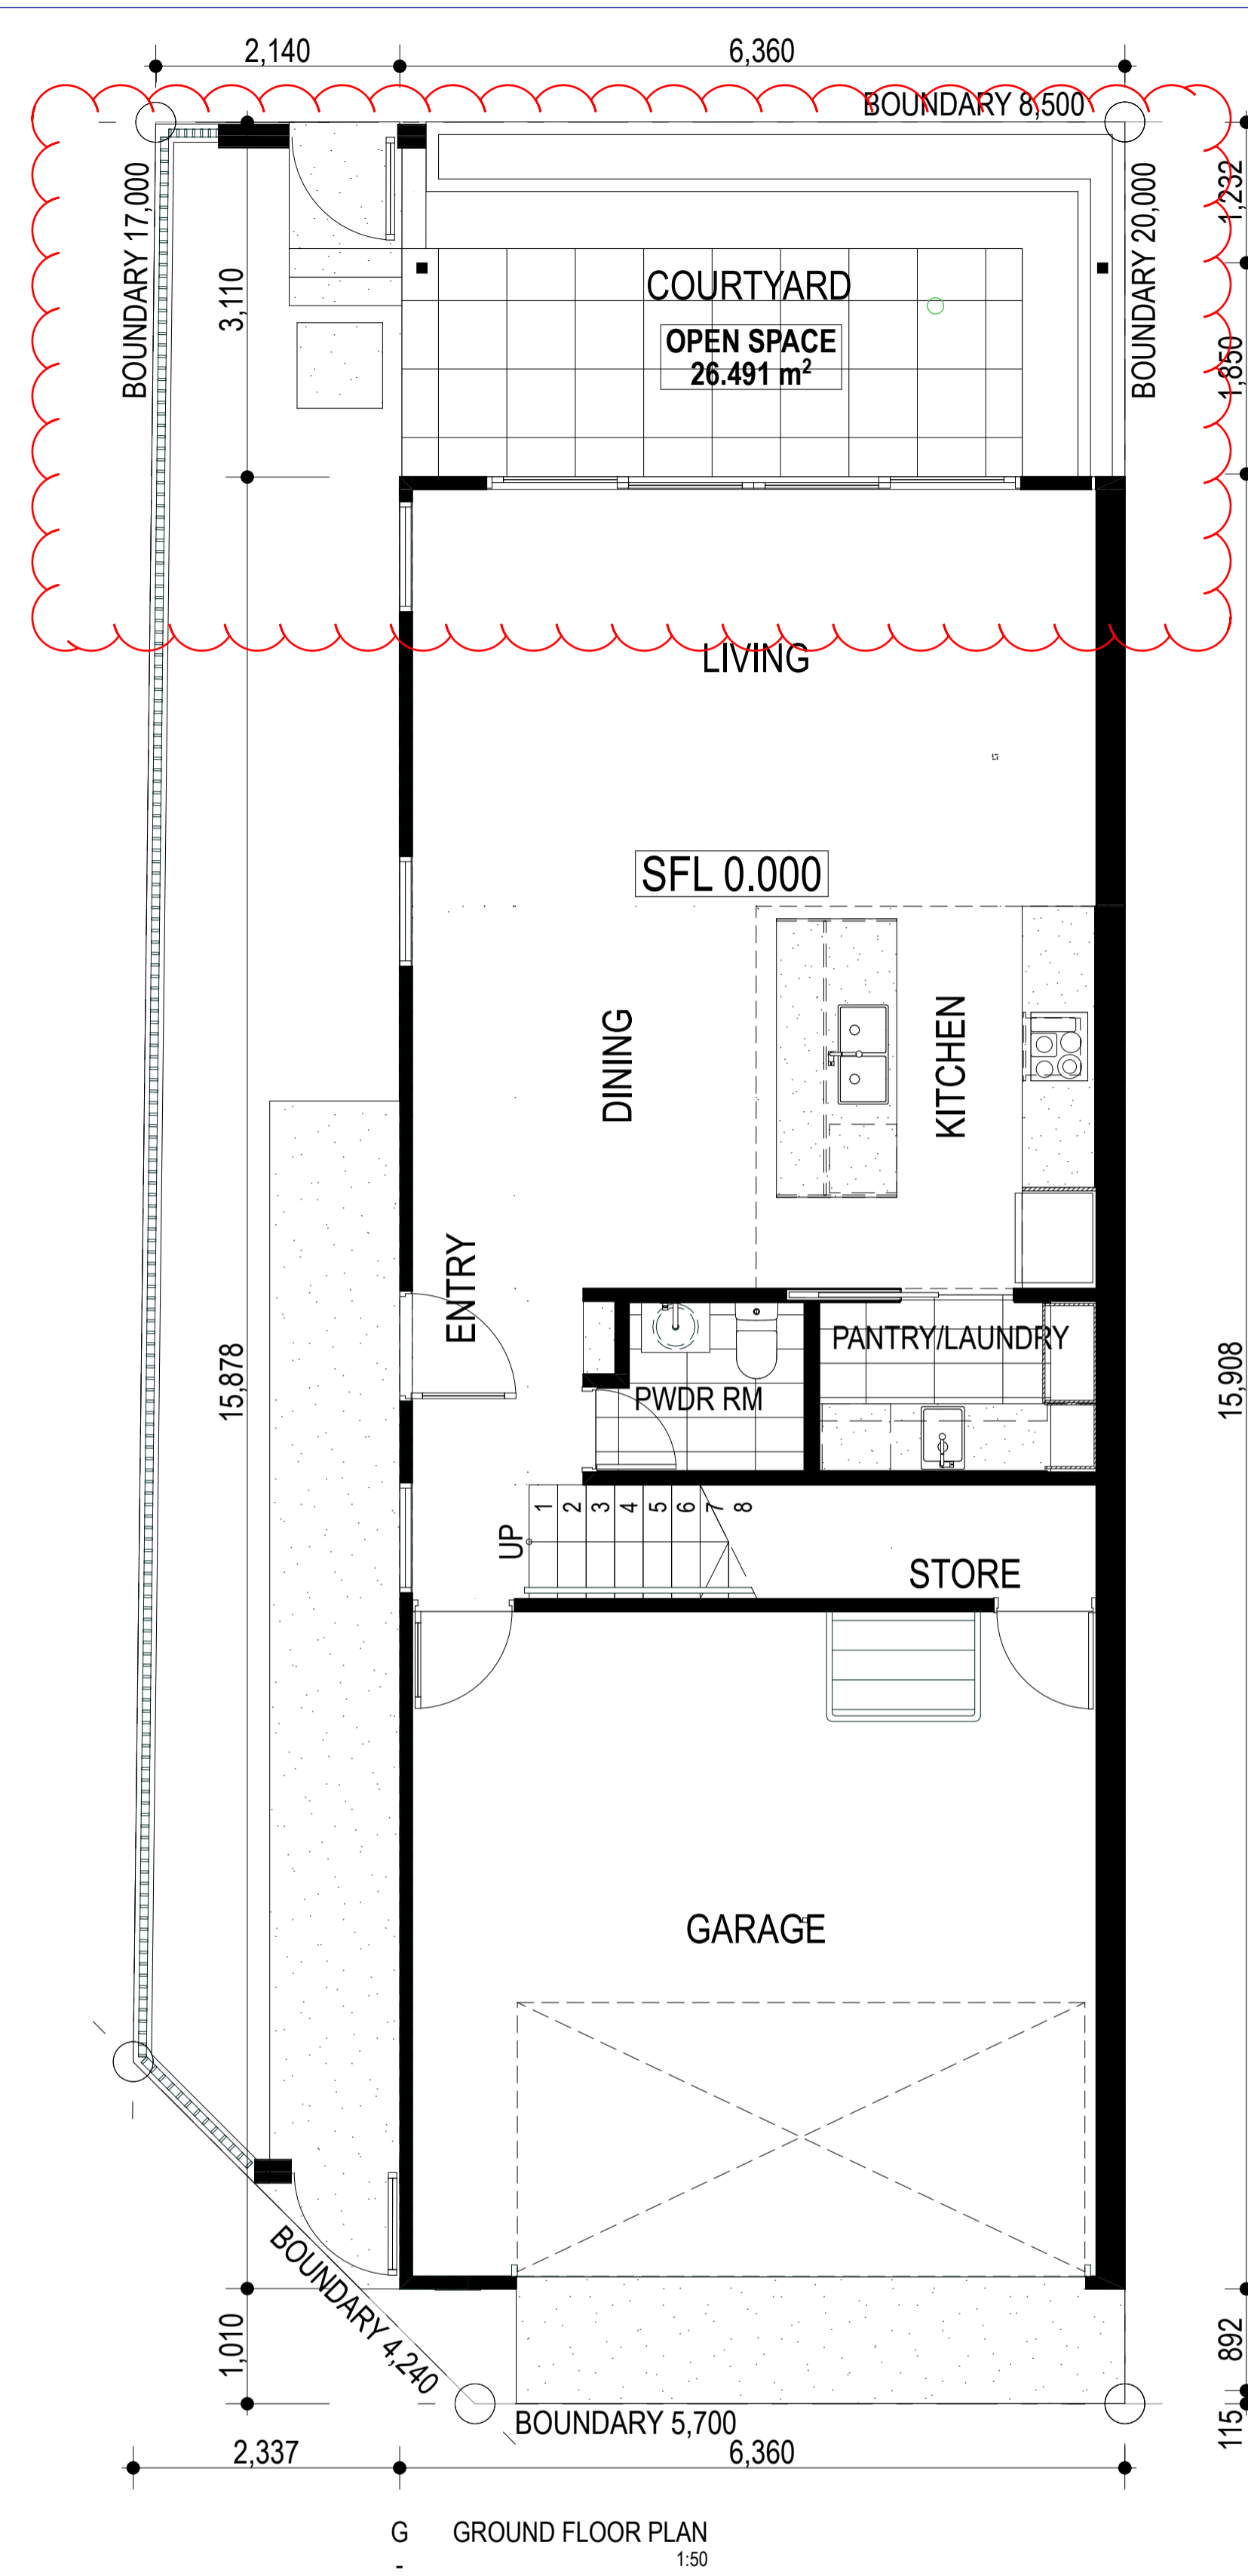 2,140
6,360
BOUNDARY 8,500
BOUNDARY 17,000
BOUNDARY 20,000
1,232
3,110
COURTYARD
OPEN SPACE
26.491 m²
1,850
LIVING
SFL 0.000
DINING
KITCHEN
ENTRY
PANTRY/LAUNDRY
PWDR RM
15,878
15,908
UP
1 2 3 4 5 6 7 8
STORE
GARAGE
BOUNDARY 4,240
1,010
892
115
BOUNDARY 5,700
2,337
6,360
G GROUND FLOOR PLAN
- 1:50